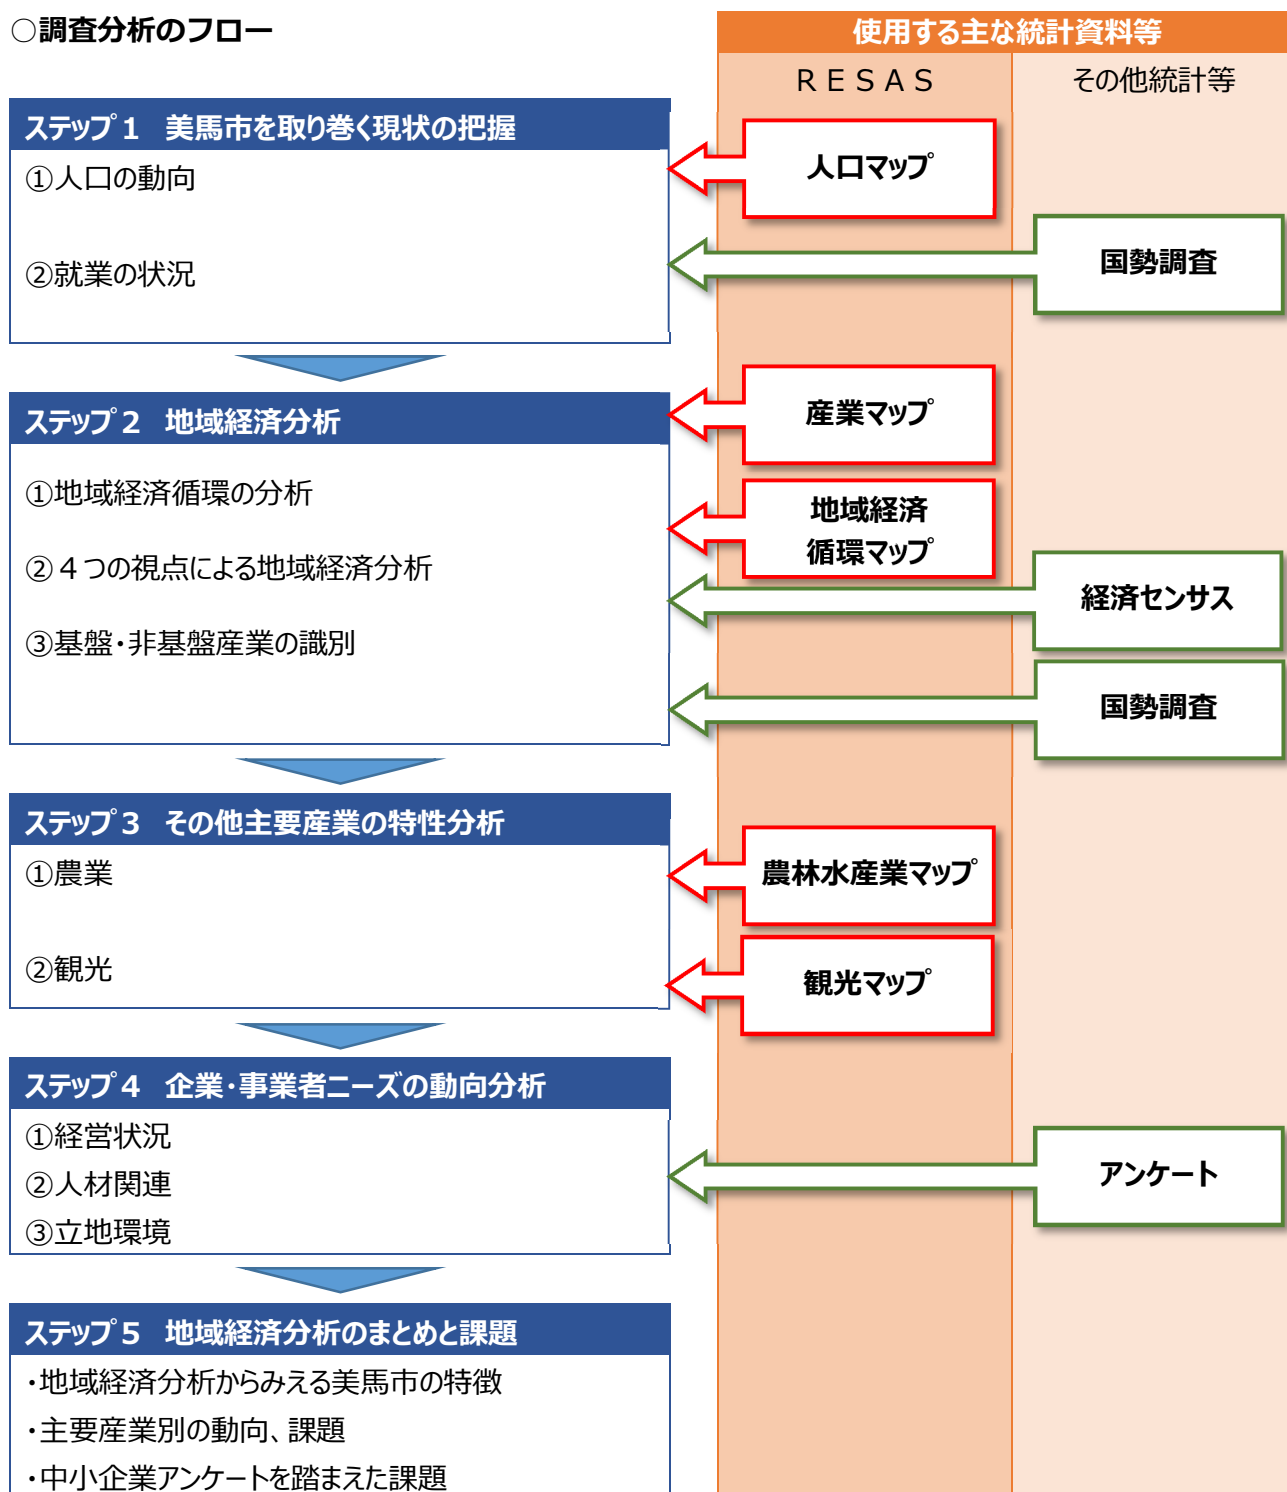 ○調査分析のフロー
使用する主な統計資料等
ＲＥＳＡＳ
その他統計等
ステップ１　美馬市を取り巻く現状の把握
①人口の動向
②就業の状況
人口マップ
国勢調査
ステップ２　地域経済分析
①地域経済循環の分析
②４つの視点による地域経済分析
③基盤・非基盤産業の識別
産業マップ
地域経済
循環マップ
経済センサス
国勢調査
ステップ３　その他主要産業の特性分析
①農業
②観光
農林水産業マップ
観光マップ
ステップ４　企業・事業者ニーズの動向分析
①経営状況
②人材関連
③立地環境
アンケート
ステップ５　地域経済分析のまとめと課題
・地域経済分析からみえる美馬市の特徴
・主要産業別の動向、課題
・中小企業アンケートを踏まえた課題